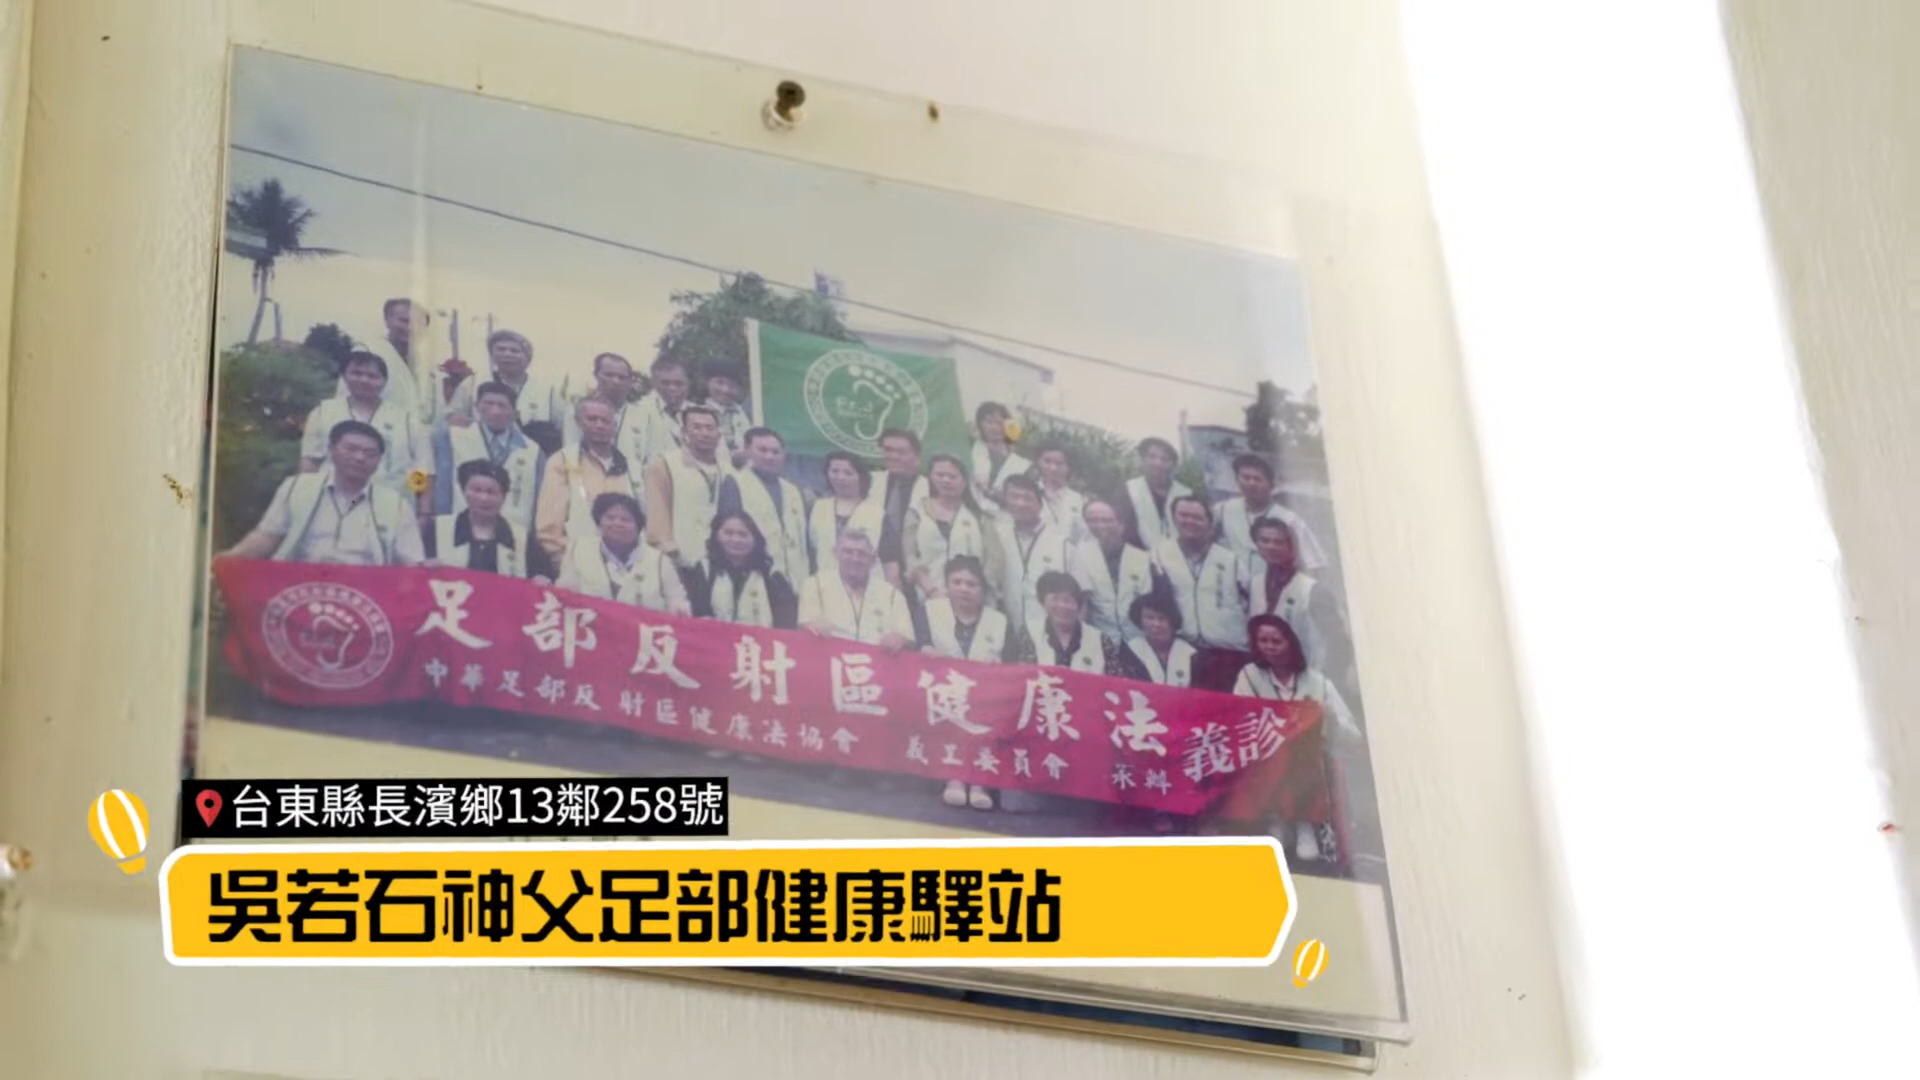 足部反射區健康法義診
中華足部反射區健康法協會 義工委員會 承辦
台東縣長濱鄉13鄰258號
吳若石神父足部健康驛站